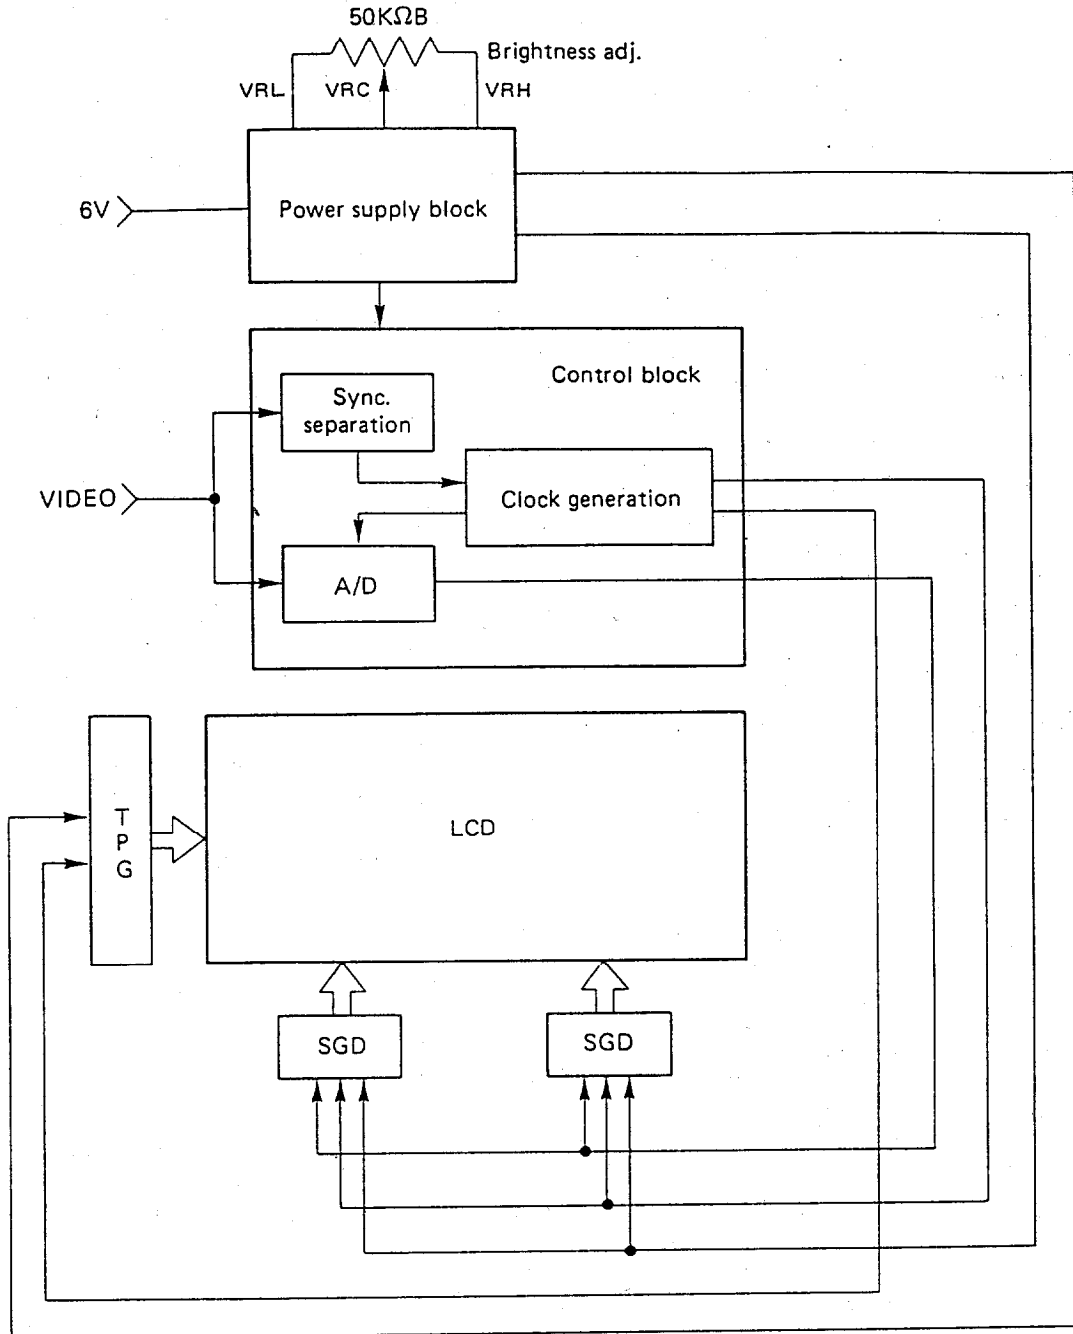 50KΩB
Brightness adj.
VRL
VRC
VRH
6V
Power supply block
Control block
Sync.
separation
Clock generation
VIDEO
A/D
T
P
G
LCD
SGD
SGD